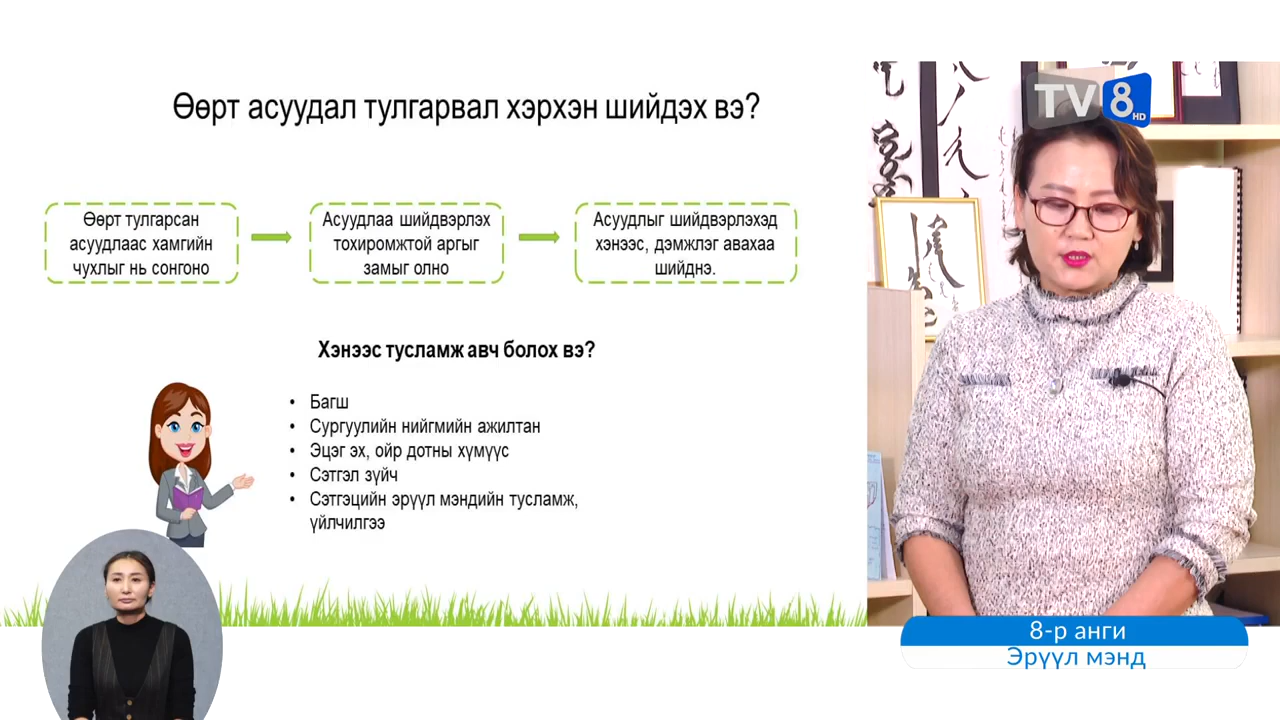 Өөрт асуудал тулгарвал хэрхэн шийдэх вэ?
Өөрт тулгарсан
асуудлаас хамгийн
чухлыг нь сонгоно
Асуудлаа шийдвэрлэх
тохиромжтой аргыг
замыг олно
Асуудлыг шийдвэрлэхэд
хэнээс, дэмжлэг авахаа
шийднэ.
Хэнээс тусламж авч болох вэ?
• Багш
• Сургуулийн нийгмийн ажилтан
• Эцэг эх, ойр дотны хүмүүс
• Сэтгэл зүйч
• Сэтгэцийн эрүүл мэндийн тусламж,
үйлчилгээ
TV8 HD
8-р анги
Эрүүл мэнд